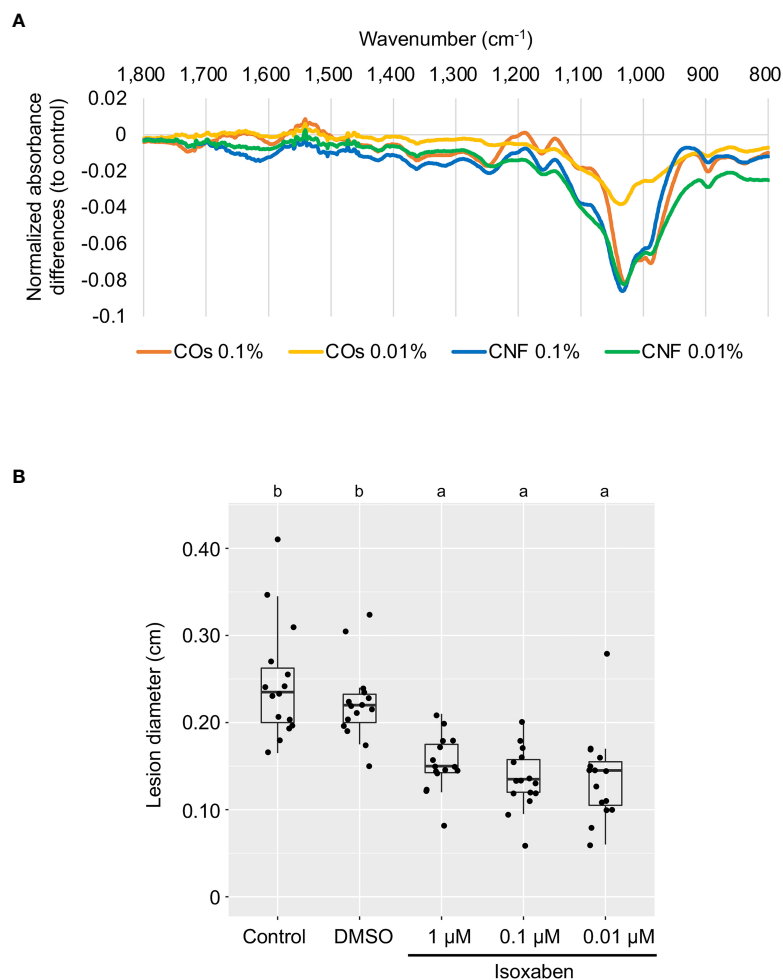 A
Wavenumber (cm-1)
1,800 1,700 1,600 1,500 1,400 1,300 1,200 1,100 1,000 900 800
Normalized absorbance
differences (to control)
0.02
0
-0.02
-0.04
-0.06
-0.08
-0.1
COs 0.1% COs 0.01% CNF 0.1% CNF 0.01%
B
b b a a a
Lesion diameter (cm)
0.40
0.30
0.20
0.10
0
Control DMSO 1 µM 0.1 µM 0.01 µM
Isoxaben